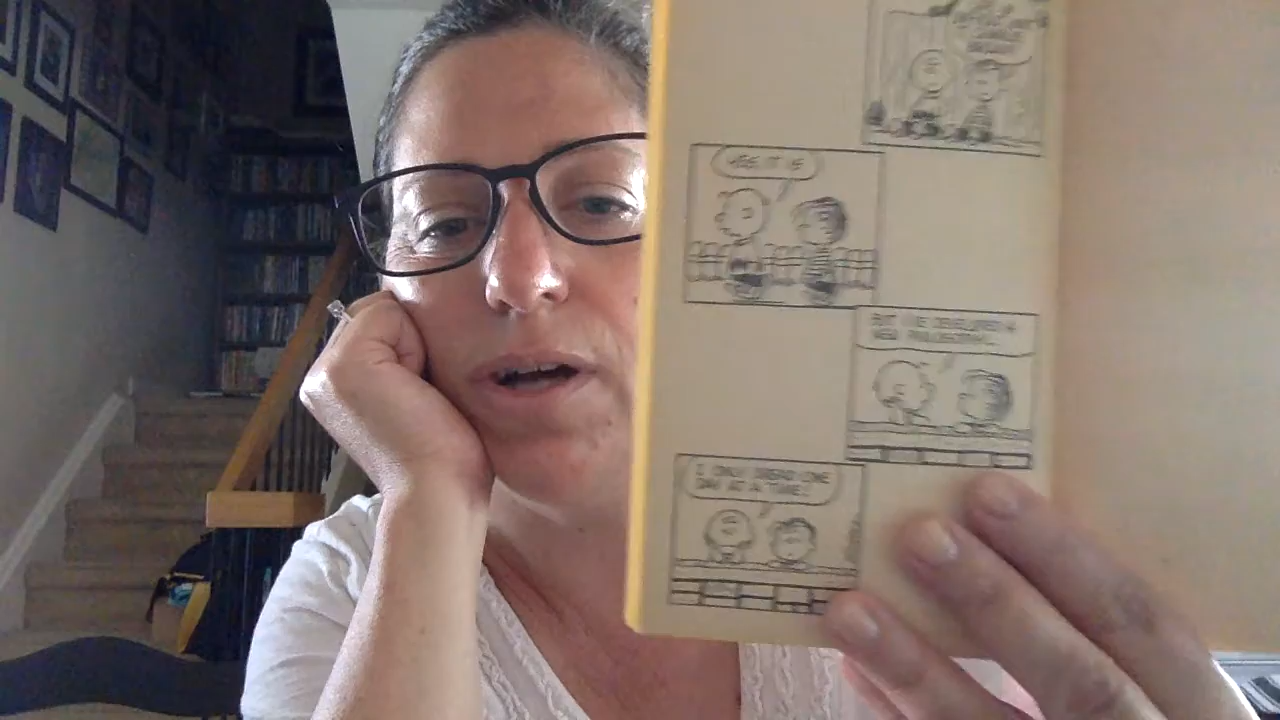 YES IT IS
BUT I'VE DEVELOPED A
NEW PHILOSOPHY...
I ONLY DREAD ONE
DAY AT A TIME!